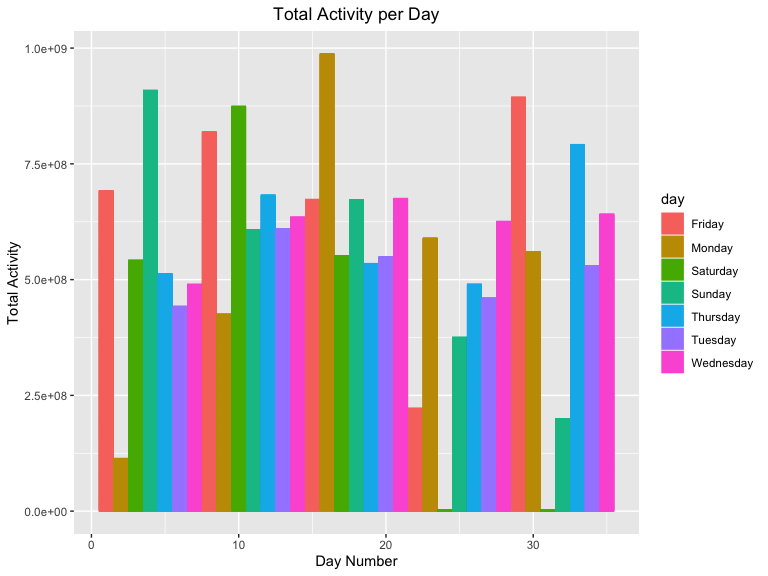 Total Activity per Day
1.0e+09
7.5e+08
5.0e+08
2.5e+08
0.0e+00
Total Activity
0 10 20 30
Day Number
day
Friday
Monday
Saturday
Sunday
Thursday
Tuesday
Wednesday